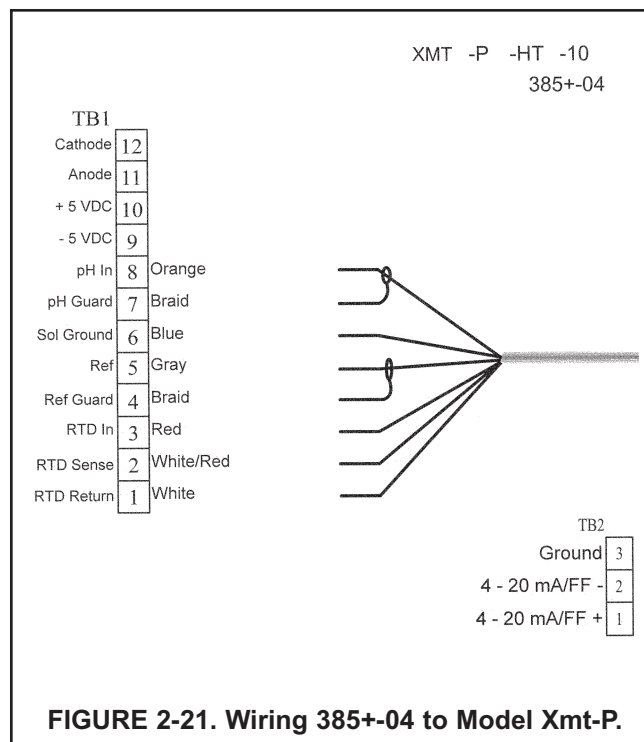 XMT -P -HT -10
385+-04
TB1
Cathode 12
Anode 11
+ 5 VDC 10
- 5 VDC 9
pH In 8 Orange
pH Guard 7 Braid
Sol Ground 6 Blue
Ref 5 Gray
Ref Guard 4 Braid
RTD In 3 Red
RTD Sense 2 White/Red
RTD Return 1 White
TB2
Ground 3
4 - 20 mA/FF - 2
4 - 20 mA/FF + 1
FIGURE 2-21. Wiring 385+-04 to Model Xmt-P.